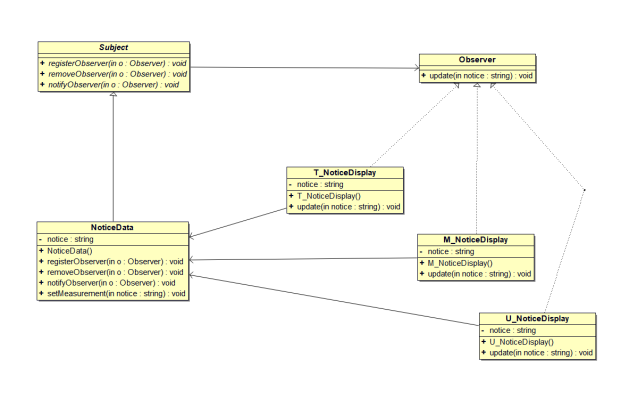 Subject
+ registerObserver(in o : Observer) : void
+ removeObserver(in o : Observer) : void
+ notifyObserver(in o : Observer) : void
Observer
+ update(in notice : string) : void
T_NoticeDisplay
- notice : string
+ T_NoticeDisplay()
+ update(in notice : string) : void
NoticeData
- notice : string
+ NoticeData()
+ registerObserver(in o : Observer) : void
+ removeObserver(in o : Observer) : void
+ notifyObserver(in o : Observer) : void
+ setMeasurement(in notice : string) : void
M_NoticeDisplay
- notice : string
+ M_NoticeDisplay()
+ update(in notice : string) : void
U_NoticeDisplay
- notice : string
+ U_NoticeDisplay()
+ update(in notice : string) : void